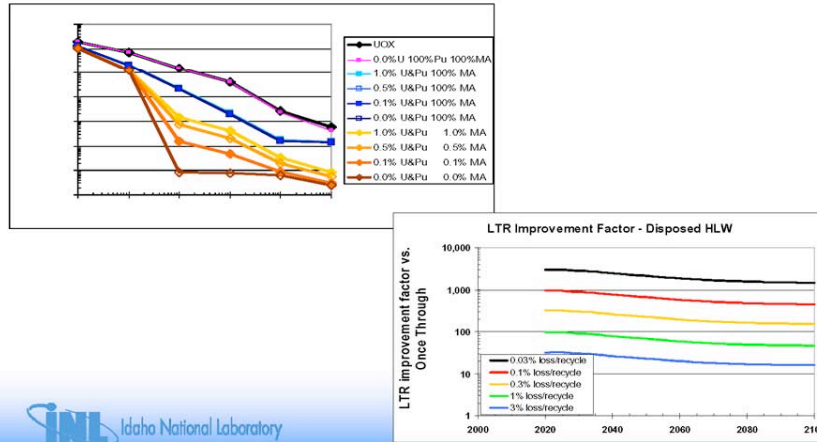 UOX
0.0%U 100%Pu 100%MA
1.0% U&Pu 100% MA
0.5% U&Pu 100% MA
0.1% U&Pu 100% MA
0.0% U&Pu 100% MA
1.0% U&Pu 1.0% MA
0.5% U&Pu 0.5% MA
0.1% U&Pu 0.1% MA
0.0% U&Pu 0.0% MA
LTR Improvement Factor - Disposed HLW
LTR improvement factor vs.
Once Through
10,000
1,000
100
10
1
0.03% loss/recycle
0.1% loss/recycle
0.3% loss/recycle
1% loss/recycle
3% loss/recycle
2000 2020 2040 2060 2080 210
INL Idaho National Laboratory